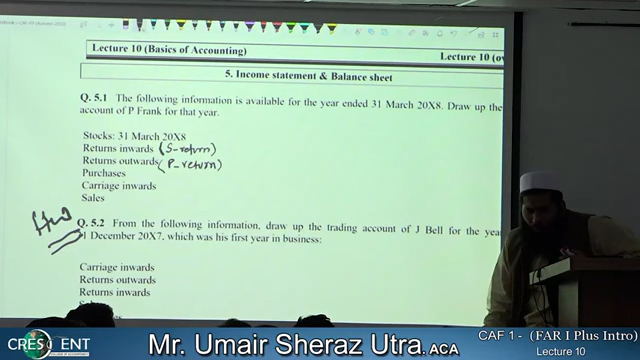 Lecture 10 (Basics of Accounting)
Lecture 10 (ov
5. Income statement & Balance sheet
Q. 5.1 The following information is available for the year ended 31 March 20X8. Draw up the
account of P Frank for that year.
Stocks: 31 March 20X8
Returns inwards (S-return)
Returns outwards (P-return)
Purchases
Carriage inwards
Sales
Hw
Q. 5.2 From the following information, draw up the trading account of J Bell for the year
31 December 20X7, which was his first year in business:
Carriage inwards
Returns outwards
Returns inwards
CRESCENT
COLLEGE OF ACCOUNTANCY
Mr. Umair Sheraz Utra. ACA
CAF 1 - (FAR I Plus Intro)
Lecture 10